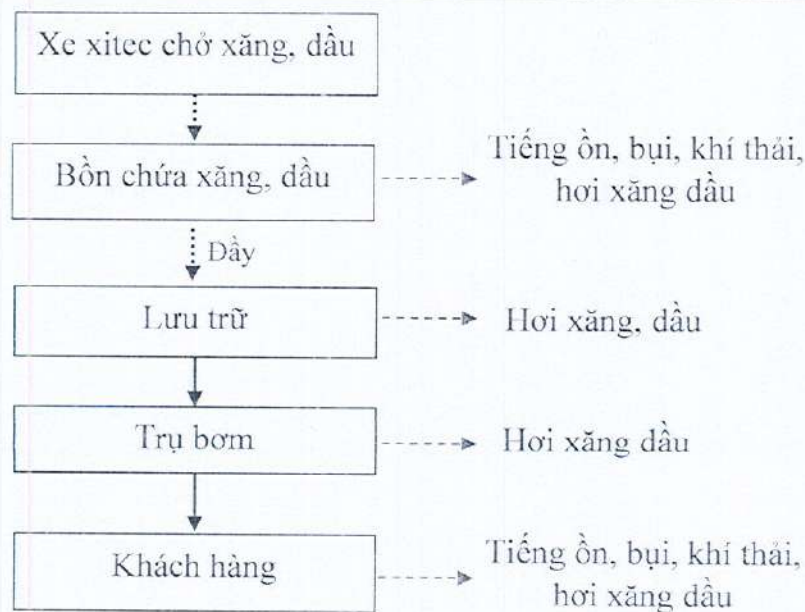 Xe xitec chở xăng, dầu
Bồn chứa xăng, dầu
Tiếng ồn, bụi, khí thải,
hơi xăng dầu
Đầy
Lưu trữ
Hơi xăng, dầu
Trụ bơm
Hơi xăng dầu
Khách hàng
Tiếng ồn, bụi, khí thải,
hơi xăng dầu